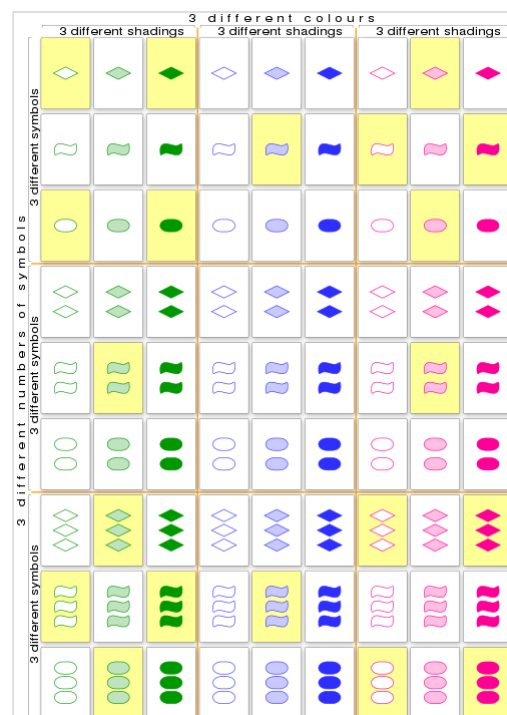 3 different colours
3 different shadings
3 different shadings
3 different shadings
3 different numbers of symbols
3 different symbols
3 different symbols
3 different symbols